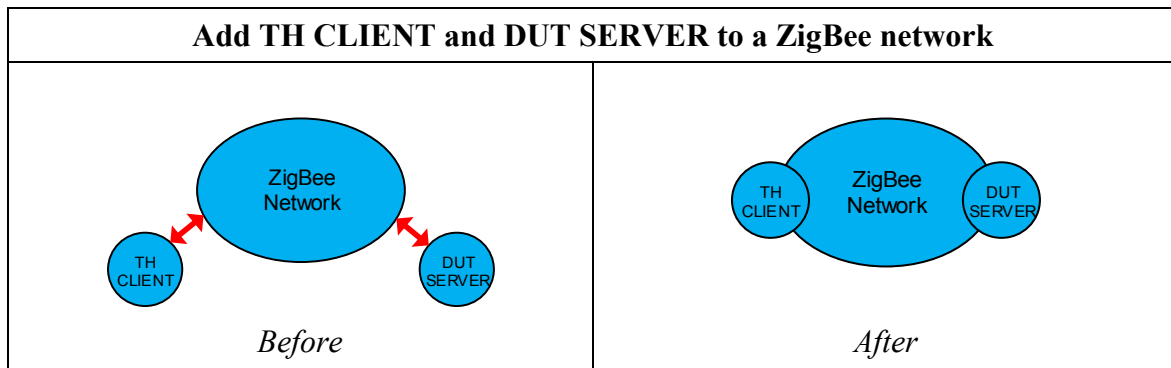 Add TH CLIENT and DUT SERVER to a ZigBee network
ZigBee
Network
TH
CLIENT
DUT
SERVER
Before
ZigBee
Network
TH
CLIENT
DUT
SERVER
After